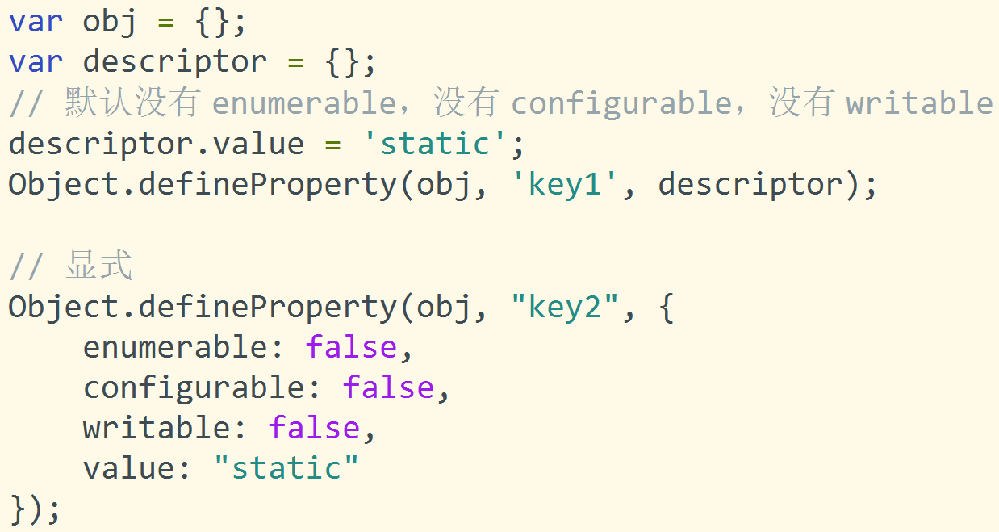 var obj = {};
var descriptor = {};
// 默认没有 enumerable，没有 configurable，没有 writable
descriptor.value = 'static';
Object.defineProperty(obj, 'key1', descriptor);
// 显式
Object.defineProperty(obj, "key2", {
    enumerable: false,
    configurable: false,
    writable: false,
    value: "static"
});